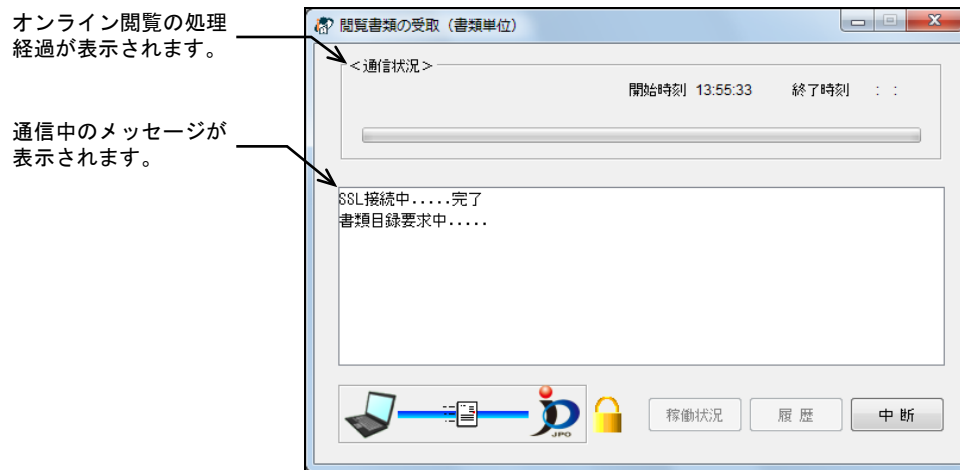 オンライン閲覧の処理
経過が表示されます。
通信中のメッセージが
表示されます。
閲覧書類の受取（書類単位）
＜通信状況＞
開始時刻 13:55:33 終了時刻 : :
SSL接続中.....完了
書類目録要求中.....
JPO
稼働状況 履 歴 中 断